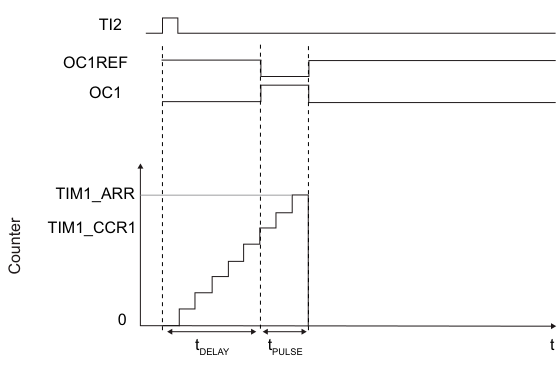 TI2
OC1REF
OC1
TIM1_ARR
TIM1_CCR1
Counter
0
tDELAY
tPULSE
t